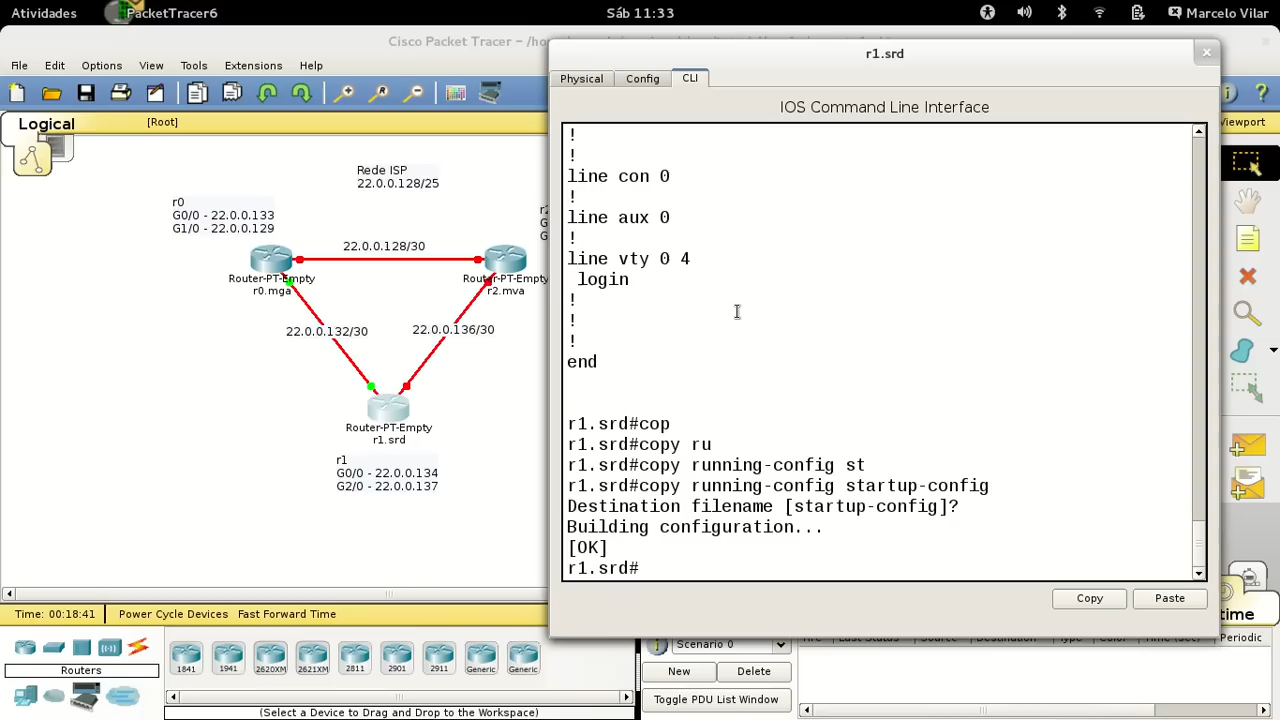 Atividades
PacketTracer6
Sáb 11:33
Marcelo Vilar
Cisco Packet Tracer
r1.srd
File Edit Options View Tools Extensions Help
Physical Config CLI
IOS Command Line Interface
Logical
[Root]
Viewport
Rede ISP
22.0.0.128/25
r0
G0/0 - 22.0.0.133
G1/0 - 22.0.0.129
22.0.0.128/30
Router-PT-Empty
r0.mga
Router-PT-Empty
r2.mva
22.0.0.132/30
22.0.0.136/30
Router-PT-Empty
r1.srd
r1
G0/0 - 22.0.0.134
G2/0 - 22.0.0.137
!
!
line con 0
!
line aux 0
!
line vty 0 4
login
!
!
!
end
r1.srd#cop
r1.srd#copy ru
r1.srd#copy running-config st
r1.srd#copy running-config startup-config
Destination filename [startup-config]?
Building configuration...
[OK]
r1.srd#
Copy
Paste
Time: 00:18:41
Power Cycle Devices Fast Forward Time
Routers
1841 1941 2620XM 2621XM 2811 2901 2911 Generic Generic
(Select a Device to Drag and Drop to the Workspace)
Scenario 0
New
Delete
Toggle PDU List Window
Periodic